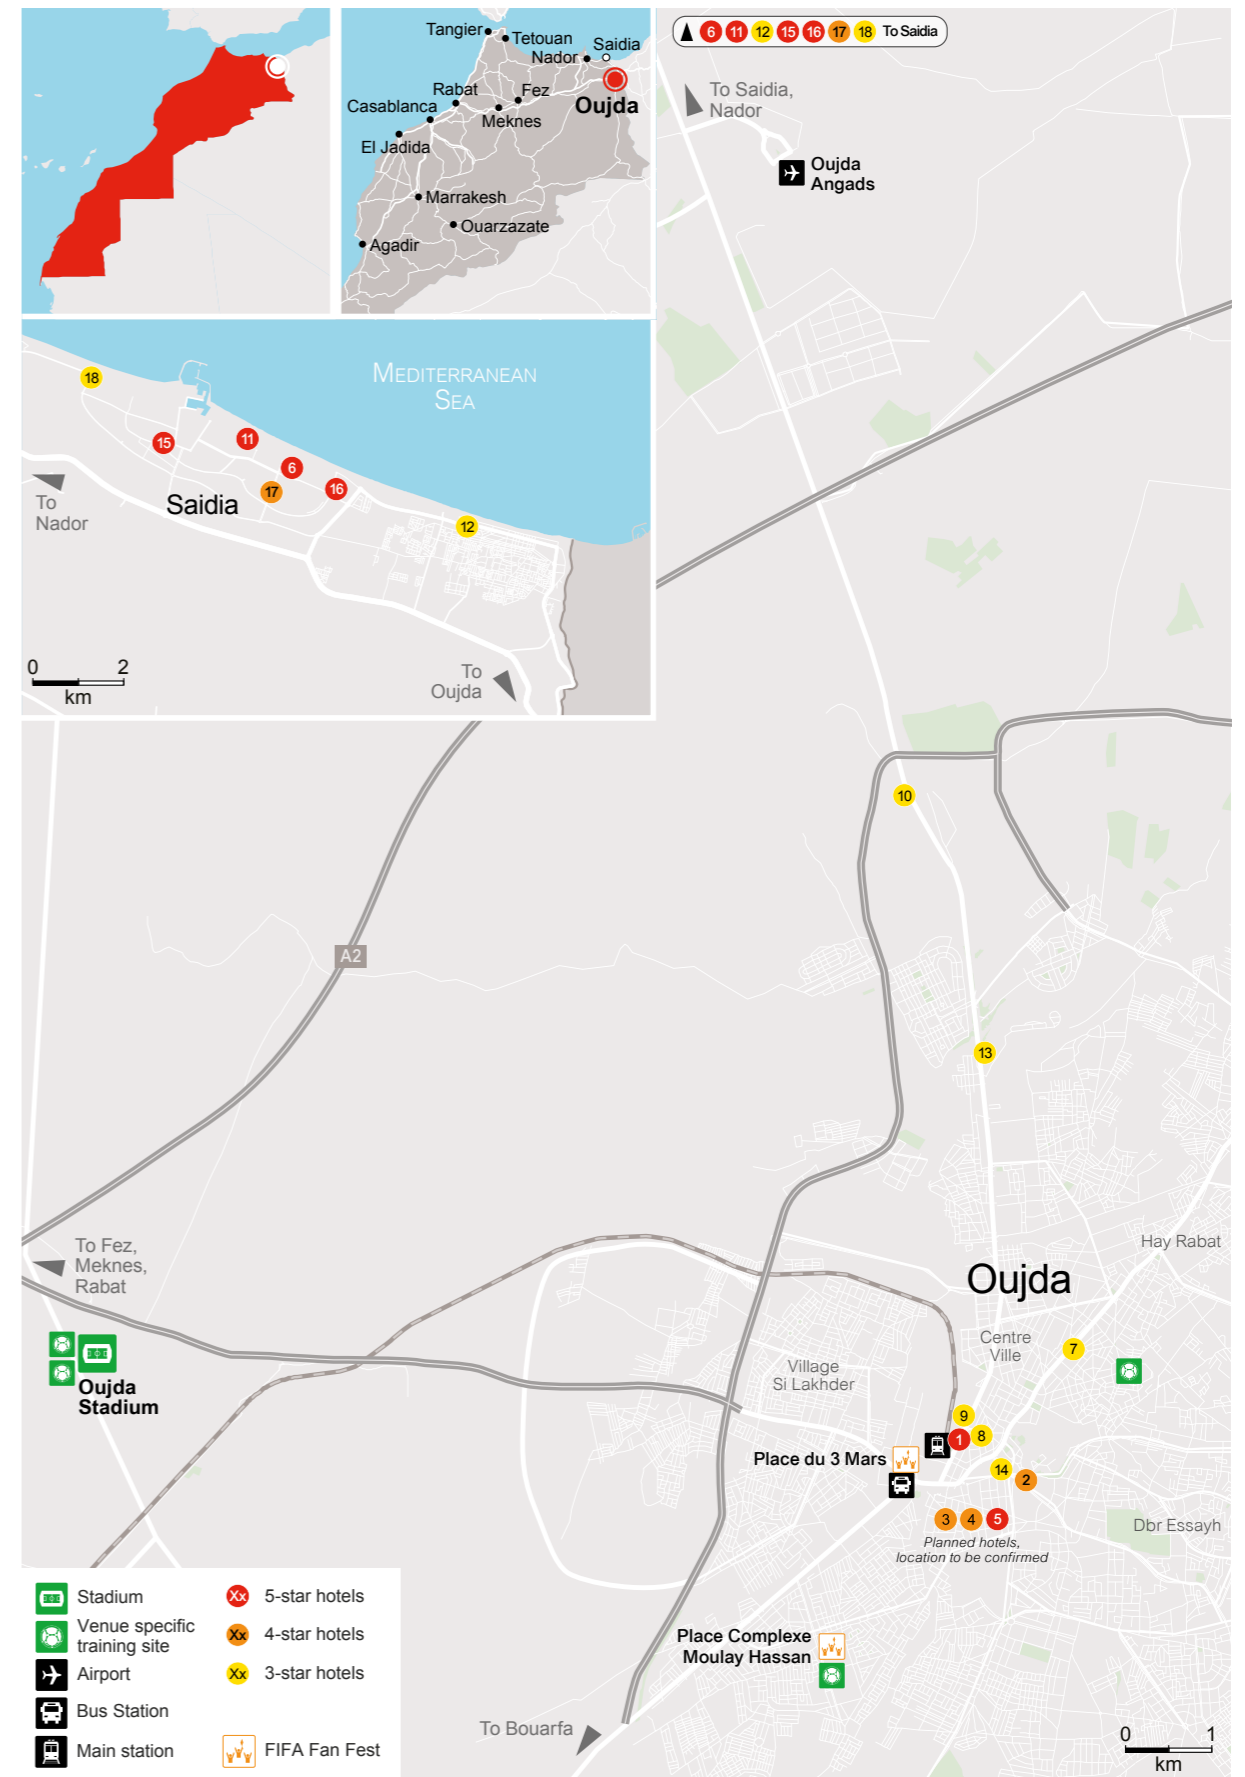 Tangier
Tetouan
Nador
Saidia
Oujda
Rabat
Fez
Casablanca
Meknes
El Jadida
Marrakesh
Ouarzazate
Agadir
6 11 12 15 16 17 18 To Saidia
To Saidia,
Nador
Oujda
Angads
MEDITERRANEAN
SEA
18
15
11
6
17
16
12
To
Nador
Saidia
0 2
km
To
Oujda
10
A2
13
To Fez,
Meknes,
Rabat
Hay Rabat
Oujda
Centre
Ville
7
Village
Si Lakhder
Oujda
Stadium
9
1
8
Place du 3 Mars
14
2
3 4 5
Planned hotels,
location to be confirmed
Dbr Essayh
Place Complexe
Moulay Hassan
To Bouarfa
0 1
km
Stadium
Venue specific
training site
Airport
Bus Station
Main station
Xx 5-star hotels
Xx 4-star hotels
Xx 3-star hotels
FIFA Fan Fest